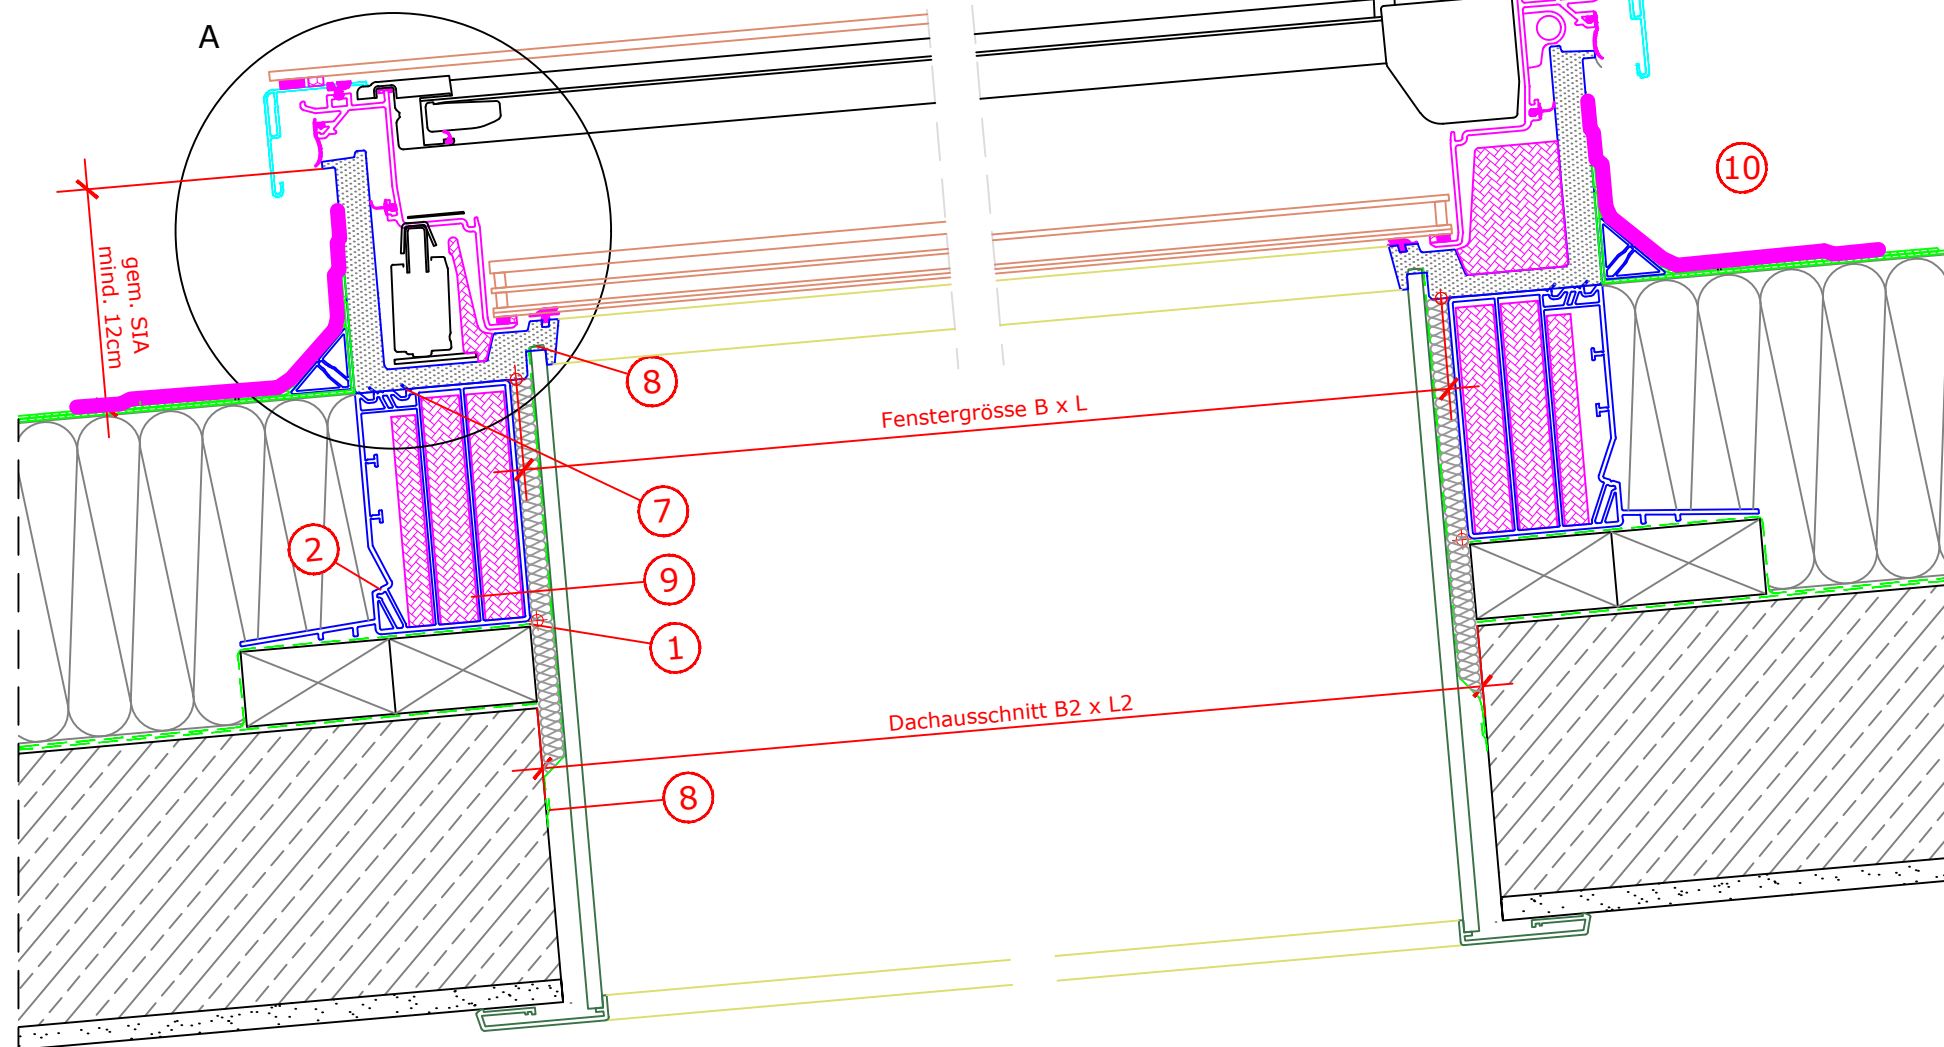 A
10
gem. SIA
mind. 12cm
8
Fenstergrösse B x L
7
2
9
1
Dachausschnitt B2 x L2
8